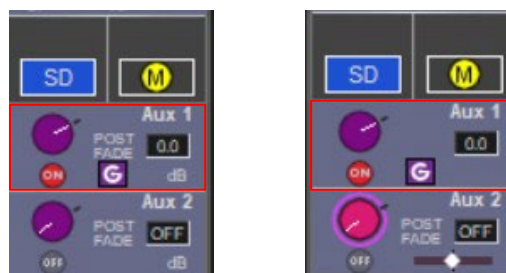 SD M
Aux 1
POST
FADE 0.0
ON G dB
Aux 2
POST
FADE OFF
OFF dB
SD M
Aux 1
0.0
ON G
Aux 2
POST
FADE OFF
OFF